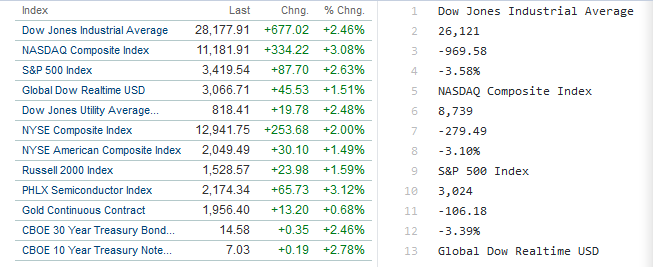 Index Last Chng. % Chng.
Dow Jones Industrial Average 28,177.91 +677.02 +2.46%
NASDAQ Composite Index 11,181.91 +334.22 +3.08%
S&P 500 Index 3,419.54 +87.70 +2.63%
Global Dow Realtime USD 3,066.71 +45.53 +1.51%
Dow Jones Utility Average... 818.41 +19.78 +2.48%
NYSE Composite Index 12,941.75 +253.68 +2.00%
NYSE American Composite Index 2,049.49 +30.10 +1.49%
Russell 2000 Index 1,528.57 +23.98 +1.59%
PHLX Semiconductor Index 2,174.34 +65.73 +3.12%
Gold Continuous Contract 1,956.40 +13.20 +0.68%
CBOE 30 Year Treasury Bond... 14.58 +0.35 +2.46%
CBOE 10 Year Treasury Note... 7.03 +0.19 +2.78%
1 Dow Jones Industrial Average
2 26,121
3 -969.58
4 -3.58%
5 NASDAQ Composite Index
6 8,739
7 -279.49
8 -3.10%
9 S&P 500 Index
10 3,024
11 -106.18
12 -3.39%
13 Global Dow Realtime USD